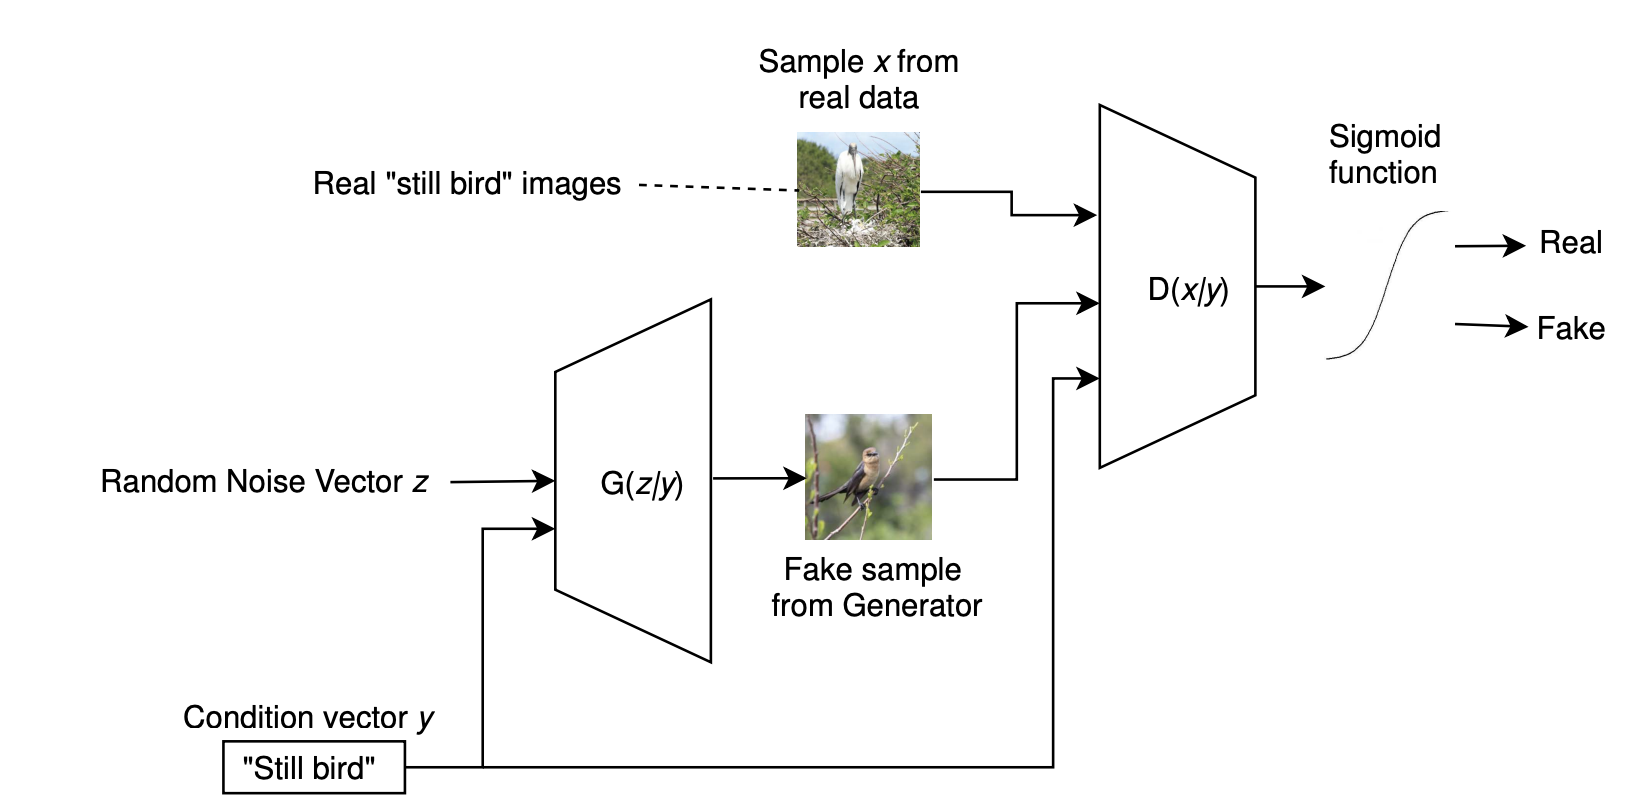 Sample x from
real data
Real "still bird" images
Sigmoid
function
Real
D(x/y)
Fake
Random Noise Vector z
G(z/y)
Fake sample
from Generator
Condition vector y
"Still bird"